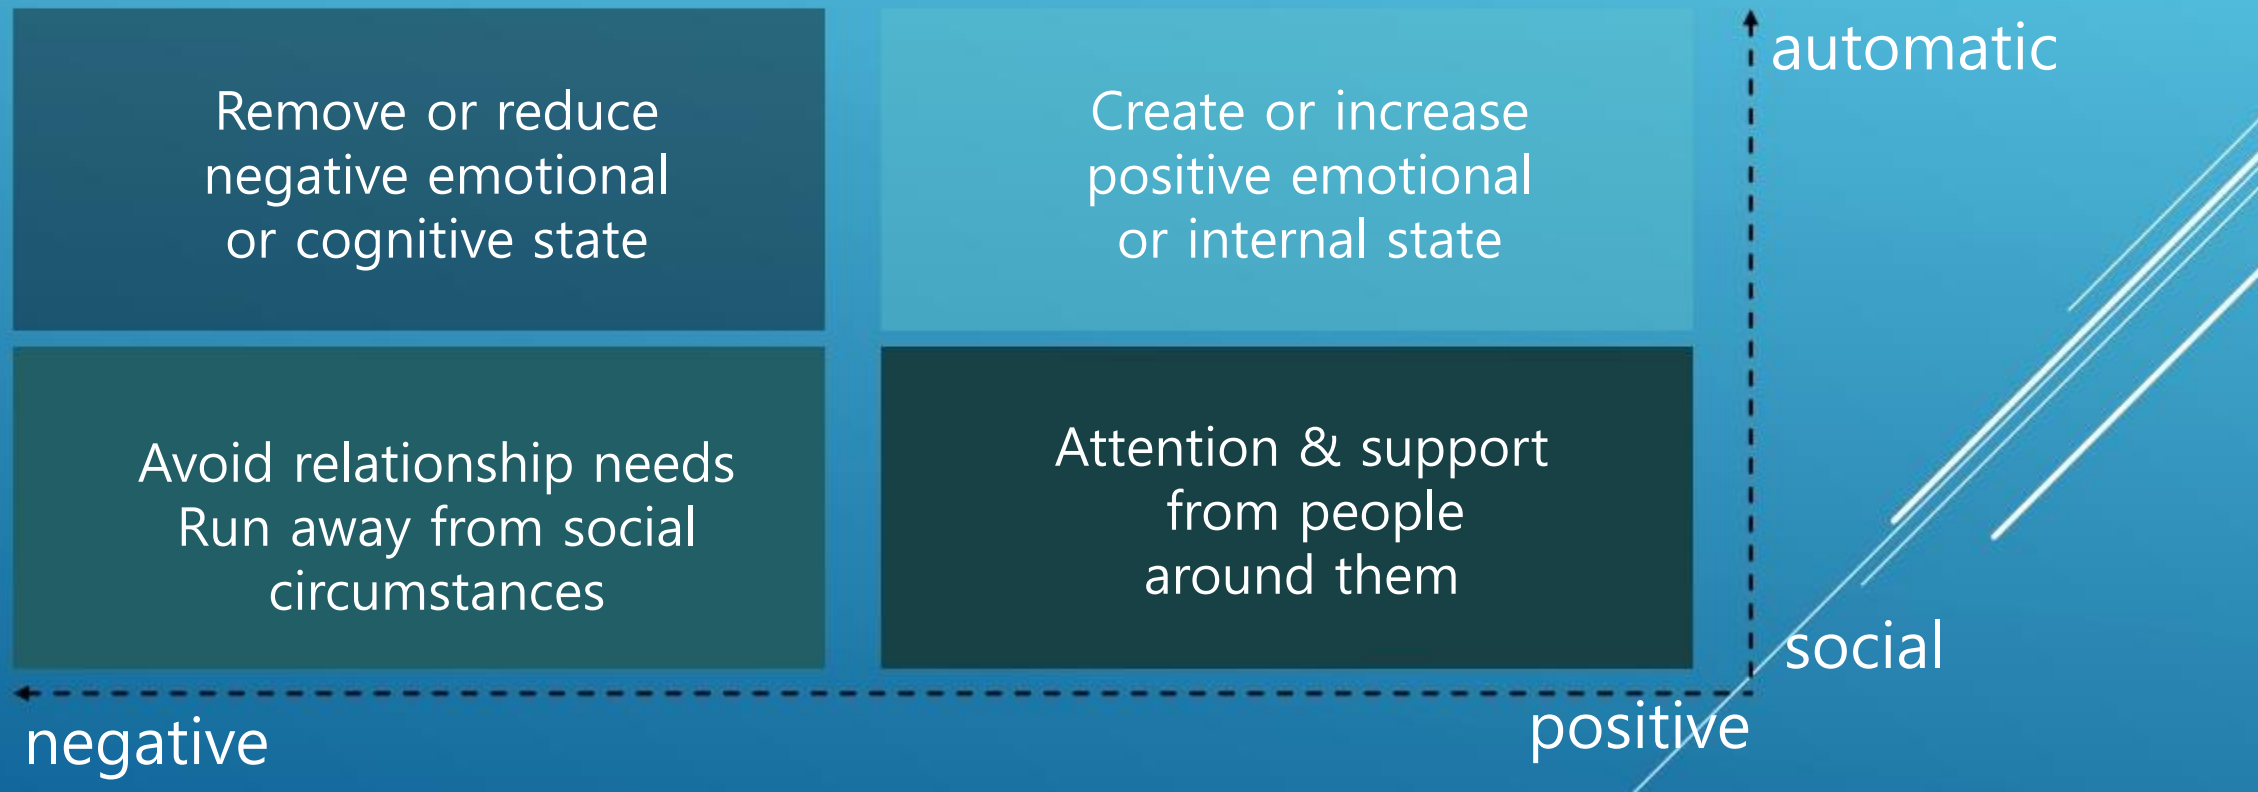 Remove or reduce
negative emotional
or cognitive state
Create or increase
positive emotional
or internal state
automatic
Avoid relationship needs
Run away from social
circumstances
Attention & support
from people
around them
social
negative
positive